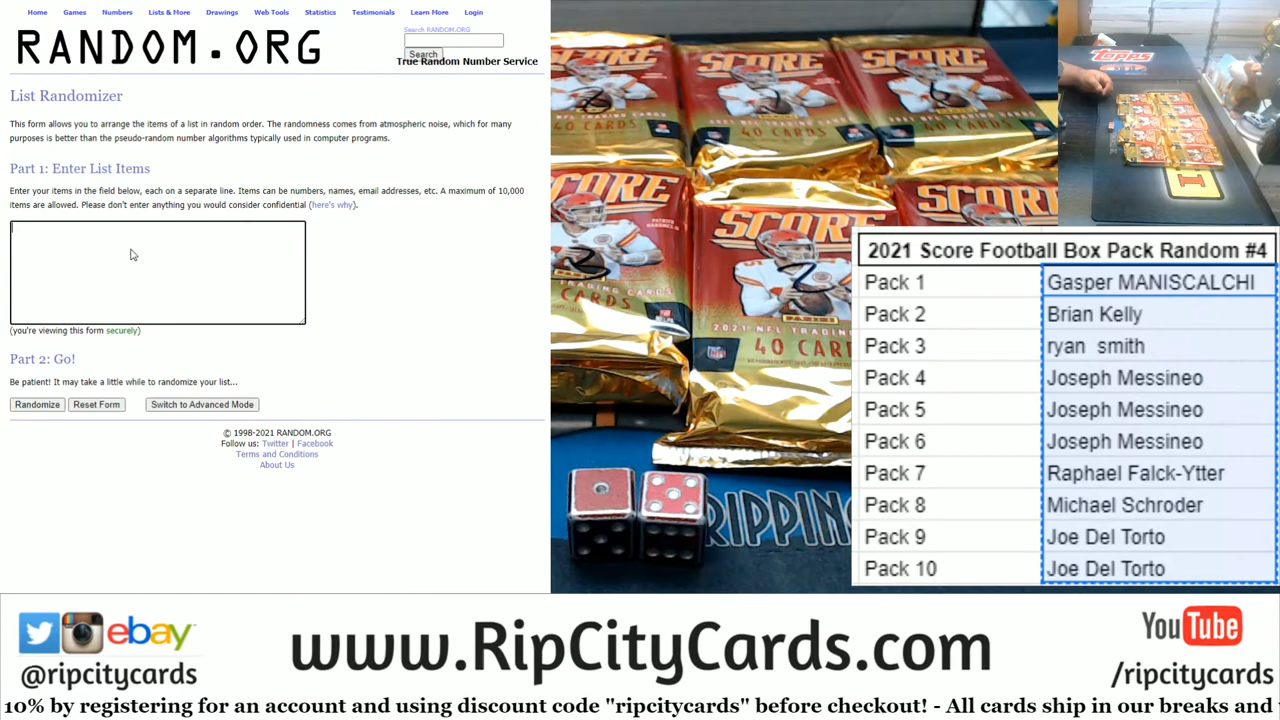 Home Games Numbers Lists & More Drawings Web Tools Statistics Testimonials Learn More Login
RANDOM.ORG
Search RANDOM.ORG
Search
True Random Number Service
List Randomizer
This form allows you to arrange the items of a list in random order. The randomness comes from atmospheric noise, which for many
purposes is better than the pseudo-random number algorithms typically used in computer programs.
Part 1: Enter List Items
Enter your items in the field below, each on a separate line. Items can be numbers, names, email addresses, etc. A maximum of 10,000
items are allowed. Please don't enter anything you would consider confidential (here's why).
(you're viewing this form securely)
Part 2: Go!
Be patient! It may take a little while to randomize your list...
Randomize Reset Form Switch to Advanced Mode
© 1998-2021 RANDOM.ORG
Follow us: Twitter | Facebook
Terms and Conditions
About Us
SCORE
40 CARDS
SCORE
40 CARDS
SCORE
40 CARDS
SCORE
TRADING CARDS
CARDS
SCORE
SCORE
PANINI
2021 NFL TRADING
40 CARDS
RIPPING
Topps
2021 Score Football Box Pack Random #4
Pack 1 Gasper MANISCALCHI
Pack 2 Brian Kelly
Pack 3 ryan smith
Pack 4 Joseph Messineo
Pack 5 Joseph Messineo
Pack 6 Joseph Messineo
Pack 7 Raphael Falck-Ytter
Pack 8 Michael Schroder
Pack 9 Joe Del Torto
Pack 10 Joe Del Torto
ebay
@ripcitycards
www.RipCityCards.com
YouTube
/ripcitycards
10% by registering for an account and using discount code "ripcitycards" before checkout! - All cards ship in our breaks and